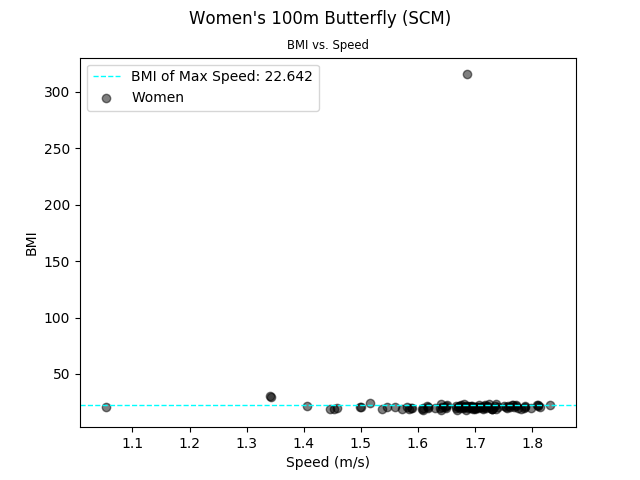 Women's 100m Butterfly (SCM)
BMI vs. Speed
BMI of Max Speed: 22.642
Women
300
250
200
150
100
50
BMI
1.1 1.2 1.3 1.4 1.5 1.6 1.7 1.8
Speed (m/s)